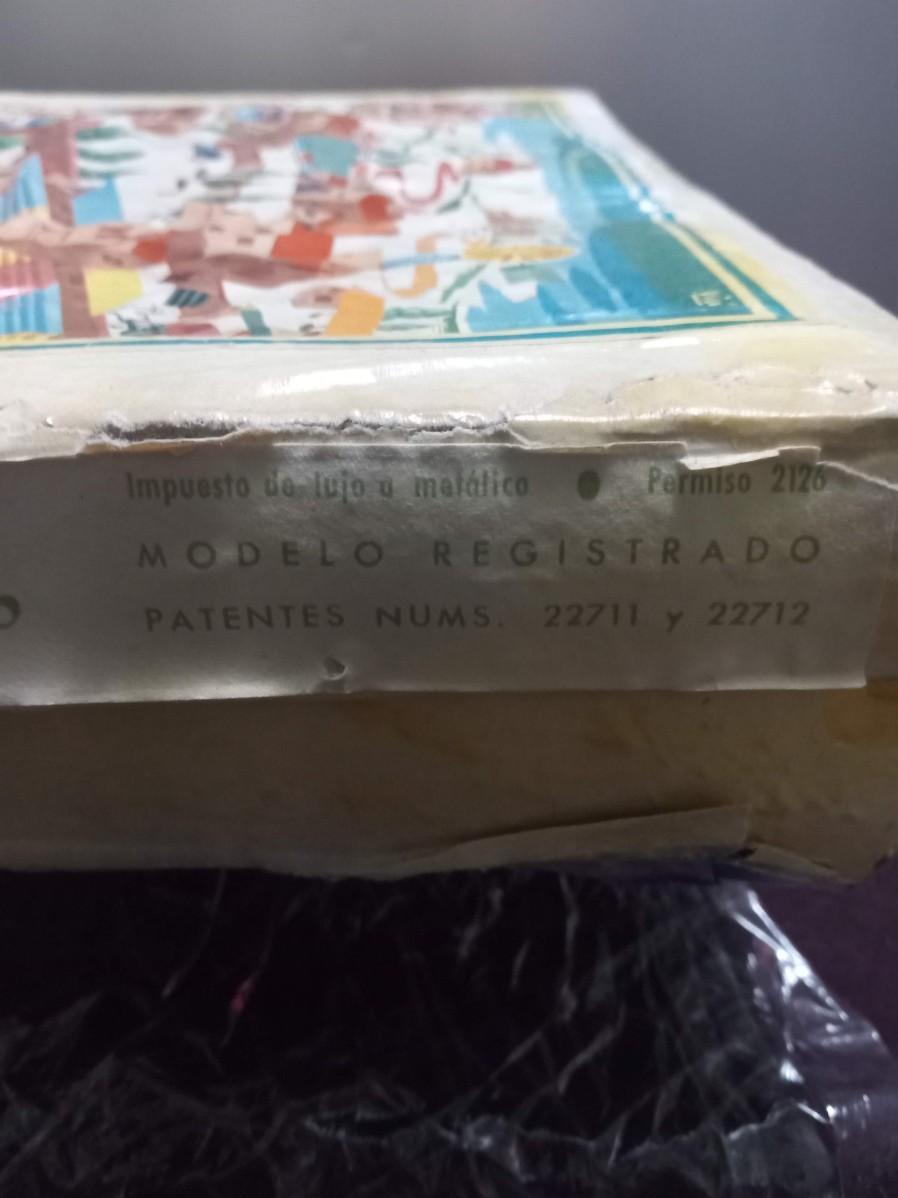 Impuesto de lujo a metálico ● Permiso 2126
MODELO REGISTRADO
PATENTES NUMS. 22711 y 22712